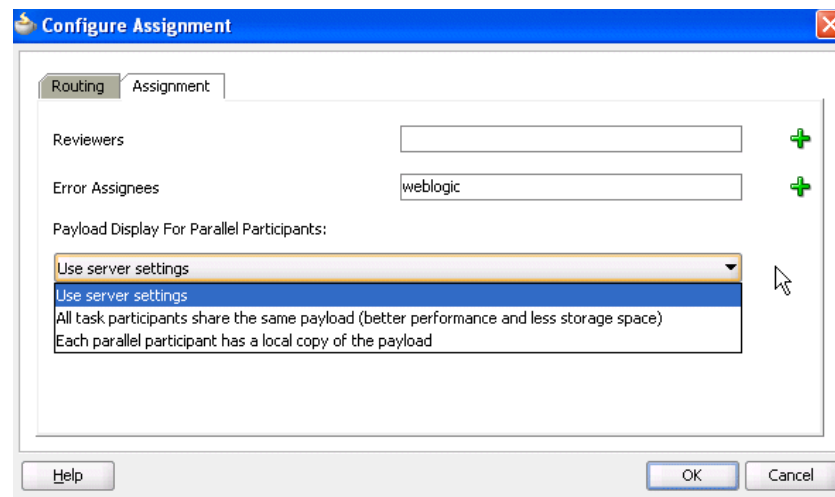 Configure Assignment
Routing Assignment
Reviewers
Error Assignees weblogic
Payload Display For Parallel Participants:
Use server settings
Use server settings
All task participants share the same payload (better performance and less storage space)
Each parallel participant has a local copy of the payload
Help OK Cancel